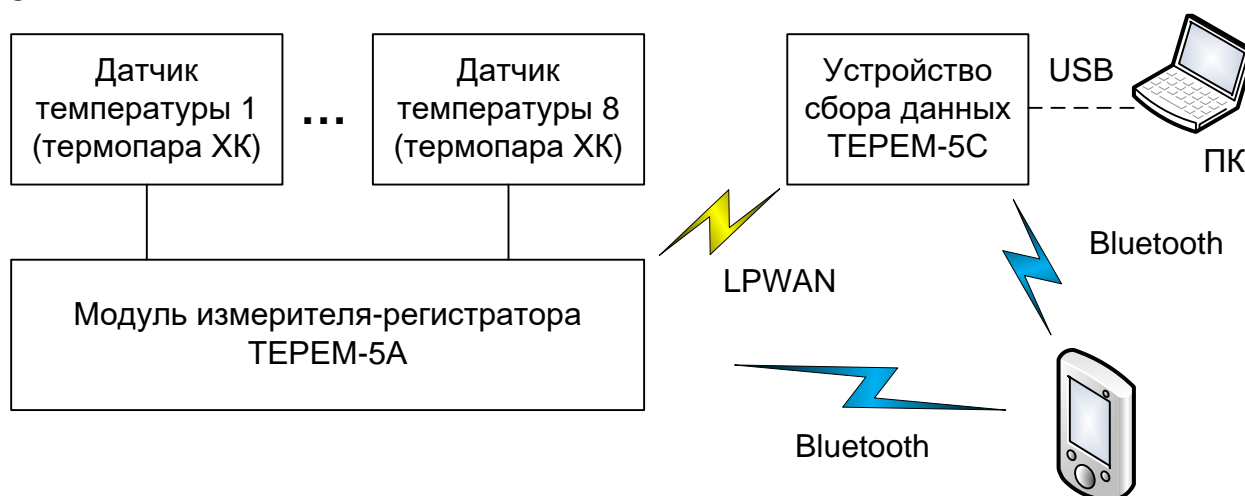 Датчик
температуры 1
(термопара ХК)
...
Датчик
температуры 8
(термопара ХК)
Устройство
сбора данных
ТЕРЕМ-5С
USB
ПК
Bluetooth
LPWAN
Модуль измерителя-регистратора
ТЕРЕМ-5А
Bluetooth